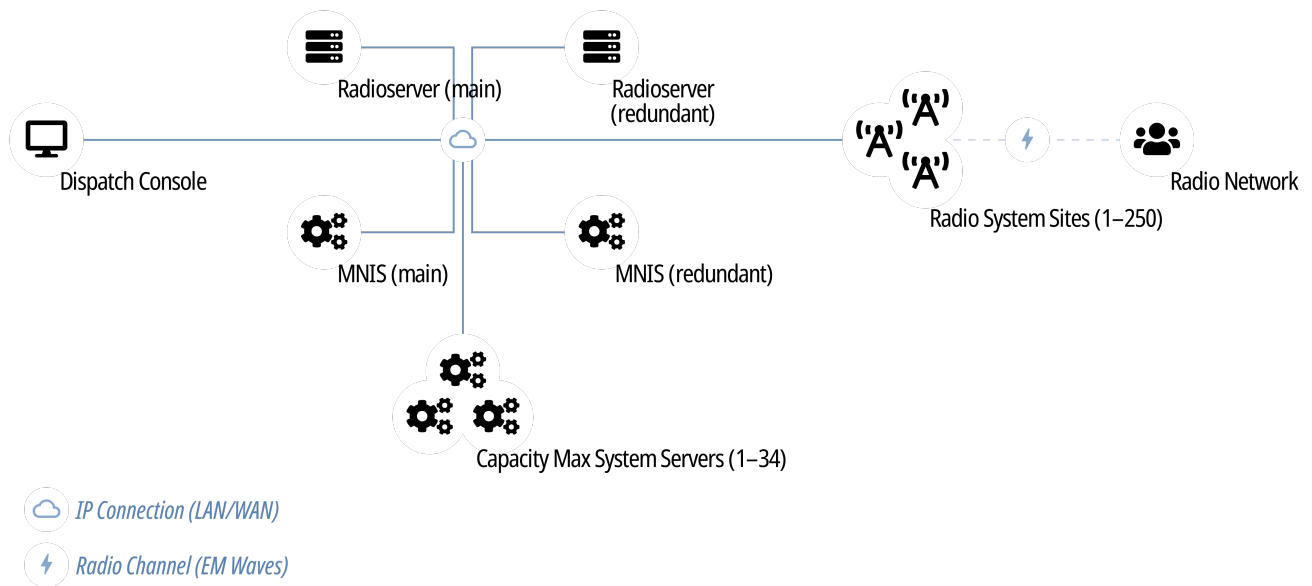 Radioserver (main)
Radioserver
(redundant)
Dispatch Console
Radio Network
Radio System Sites (1–250)
MNIS (main)
MNIS (redundant)
Capacity Max System Servers (1–34)
IP Connection (LAN/WAN)
Radio Channel (EM Waves)